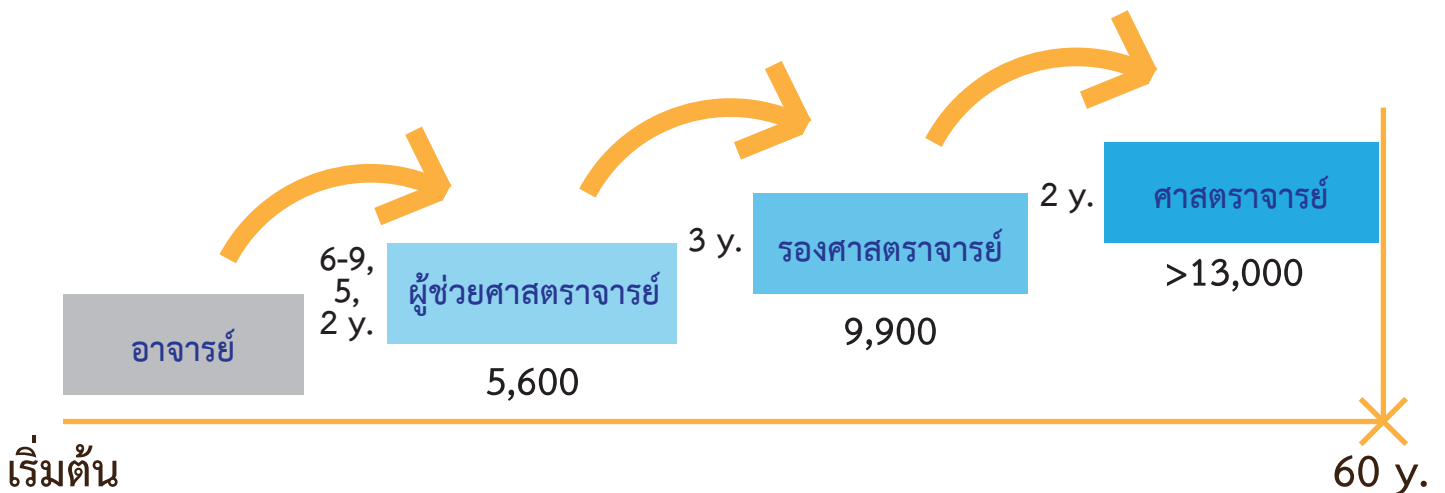 อาจารย์
6-9,
5,
2 y.
ผู้ช่วยศาสตราจารย์
5,600
3 y.
รองศาสตราจารย์
9,900
2 y.
ศาสตราจารย์
>13,000
เริ่มต้น
60 y.